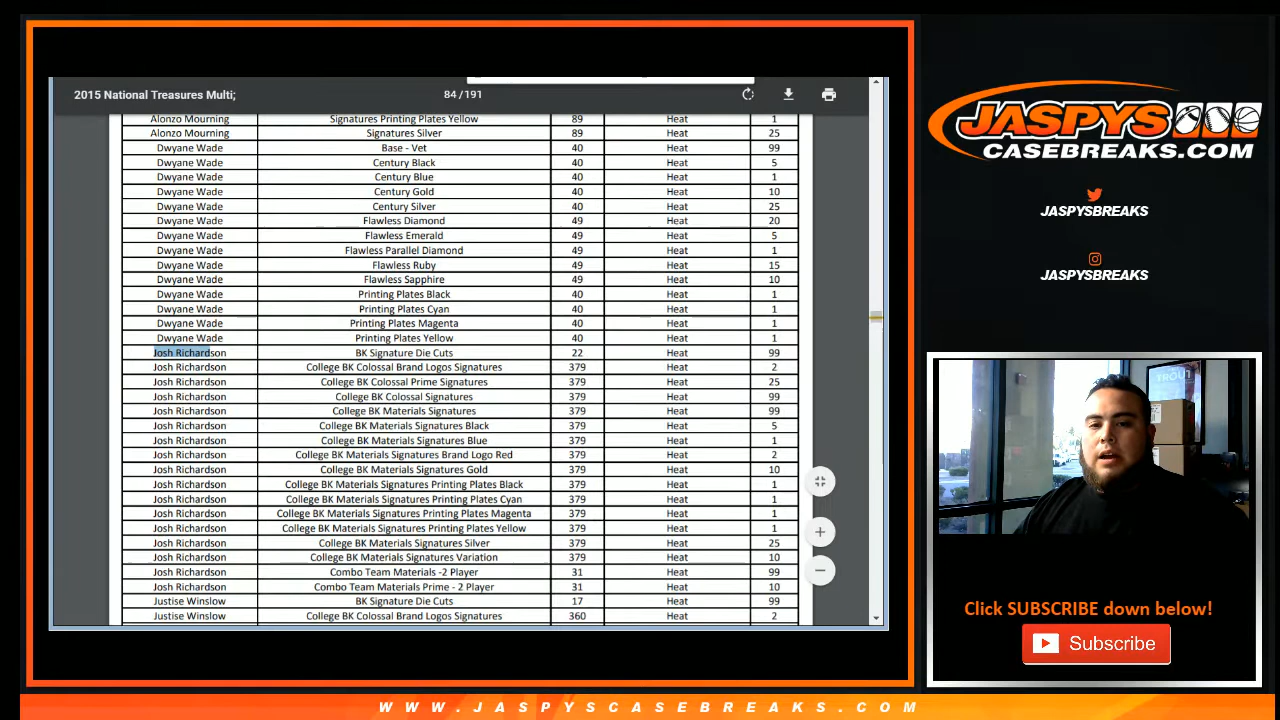 2015 National Treasures Multi; 84 / 191
Alonzo Mourning Signatures Printing Plates Yellow 89 Heat 1
Alonzo Mourning Signatures Silver 89 Heat 25
Dwyane Wade Base - Vet 40 Heat 99
Dwyane Wade Century Black 40 Heat 5
Dwyane Wade Century Blue 40 Heat 1
Dwyane Wade Century Gold 40 Heat 10
Dwyane Wade Century Silver 40 Heat 25
Dwyane Wade Flawless Diamond 49 Heat 20
Dwyane Wade Flawless Emerald 49 Heat 5
Dwyane Wade Flawless Parallel Diamond 49 Heat 1
Dwyane Wade Flawless Ruby 49 Heat 15
Dwyane Wade Flawless Sapphire 49 Heat 10
Dwyane Wade Printing Plates Black 40 Heat 1
Dwyane Wade Printing Plates Cyan 40 Heat 1
Dwyane Wade Printing Plates Magenta 40 Heat 1
Dwyane Wade Printing Plates Yellow 40 Heat 1
Josh Richardson BK Signature Die Cuts 22 Heat 99
Josh Richardson College BK Colossal Brand Logos Signatures 379 Heat 2
Josh Richardson College BK Colossal Prime Signatures 379 Heat 25
Josh Richardson College BK Colossal Signatures 379 Heat 99
Josh Richardson College BK Materials Signatures 379 Heat 99
Josh Richardson College BK Materials Signatures Black 379 Heat 5
Josh Richardson College BK Materials Signatures Blue 379 Heat 1
Josh Richardson College BK Materials Signatures Brand Logo Red 379 Heat 2
Josh Richardson College BK Materials Signatures Gold 379 Heat 10
Josh Richardson College BK Materials Signatures Printing Plates Black 379 Heat 1
Josh Richardson College BK Materials Signatures Printing Plates Cyan 379 Heat 1
Josh Richardson College BK Materials Signatures Printing Plates Magenta 379 Heat 1
Josh Richardson College BK Materials Signatures Printing Plates Yellow 379 Heat 1
Josh Richardson College BK Materials Signatures Silver 379 Heat 25
Josh Richardson College BK Materials Signatures Variation 379 Heat 10
Josh Richardson Combo Team Materials -2 Player 31 Heat 99
Josh Richardson Combo Team Materials Prime - 2 Player 31 Heat 10
Justise Winslow BK Signature Die Cuts 17 Heat 99
Justise Winslow College BK Colossal Brand Logos Signatures 360 Heat 2
JASPYS
CASEBREAKS.COM
JASPYSBREAKS
JASPYSBREAKS
Click SUBSCRIBE down below!
Subscribe
WWW.JASPYSCASEBREAKS.COM